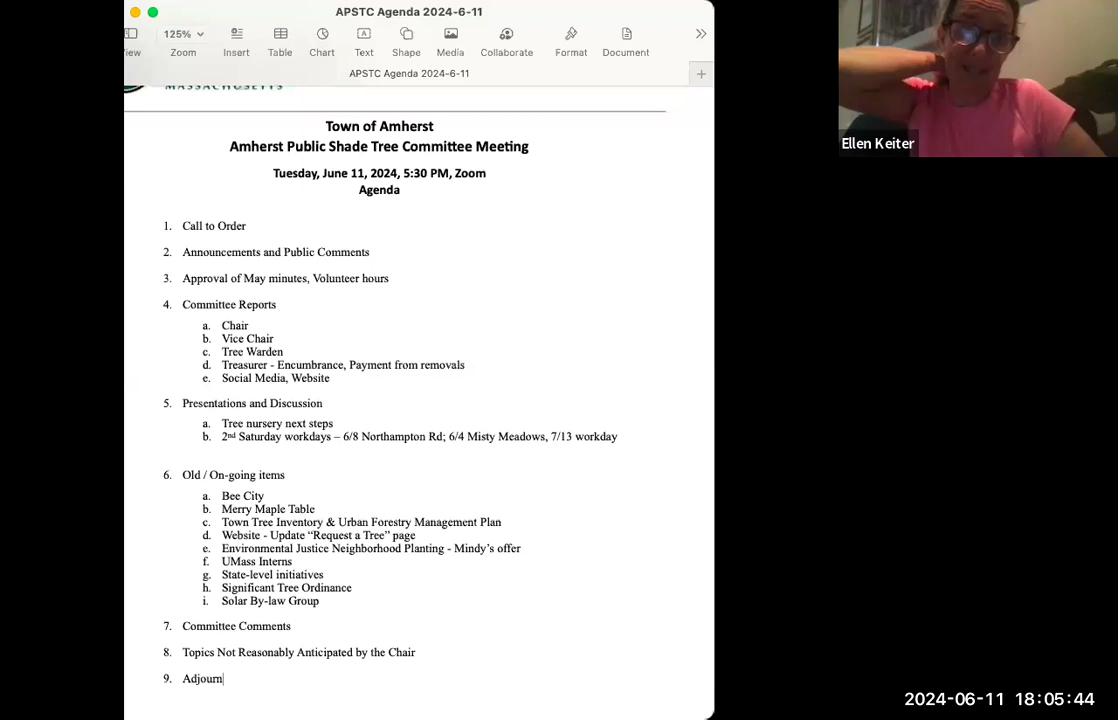 APSTC Agenda 2024-6-11
View
125%
Zoom
Insert
Table
Chart
Text
Shape
Media
Collaborate
Format
Document
APSTC Agenda 2024-6-11
MASSACHUSETTS
Town of Amherst
Amherst Public Shade Tree Committee Meeting
Tuesday, June 11, 2024, 5:30 PM, Zoom
Agenda
1. Call to Order
2. Announcements and Public Comments
3. Approval of May minutes, Volunteer hours
4. Committee Reports
a. Chair
b. Vice Chair
c. Tree Warden
d. Treasurer - Encumbrance, Payment from removals
e. Social Media, Website
5. Presentations and Discussion
a. Tree nursery next steps
b. 2nd Saturday workdays – 6/8 Northampton Rd; 6/4 Misty Meadows, 7/13 workday
6. Old / On-going items
a. Bee City
b. Merry Maple Table
c. Town Tree Inventory & Urban Forestry Management Plan
d. Website - Update “Request a Tree” page
e. Environmental Justice Neighborhood Planting - Mindy’s offer
f. UMass Interns
g. State-level initiatives
h. Significant Tree Ordinance
i. Solar By-law Group
7. Committee Comments
8. Topics Not Reasonably Anticipated by the Chair
9. Adjourn
Ellen Keiter
2024-06-11 18:05:44